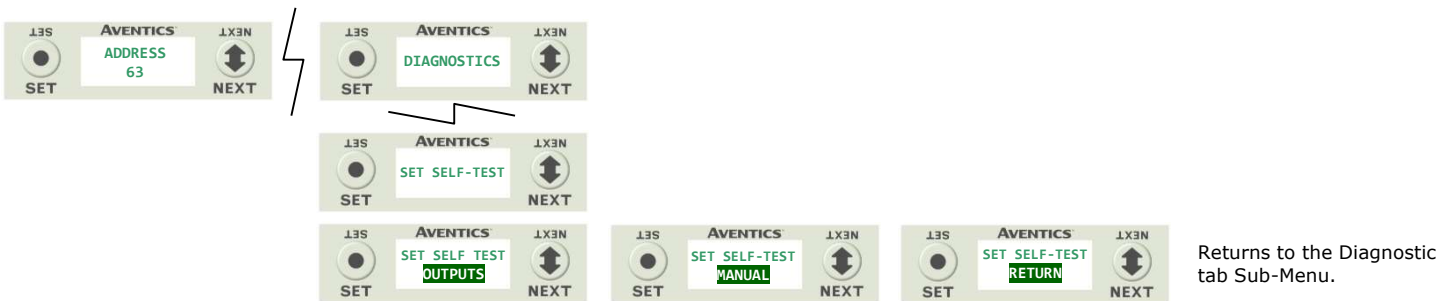 SET AVENTICS NEXT
ADDRESS
63
SET NEXT
SET AVENTICS NEXT
DIAGNOSTICS
SET NEXT
SET AVENTICS NEXT
SET SELF-TEST
SET NEXT
SET AVENTICS NEXT
SET SELF TEST
OUTPUTS
SET NEXT
SET AVENTICS NEXT
SET SELF-TEST
MANUAL
SET NEXT
SET AVENTICS NEXT
SET SELF-TEST
RETURN
SET NEXT
Returns to the Diagnostic
tab Sub-Menu.